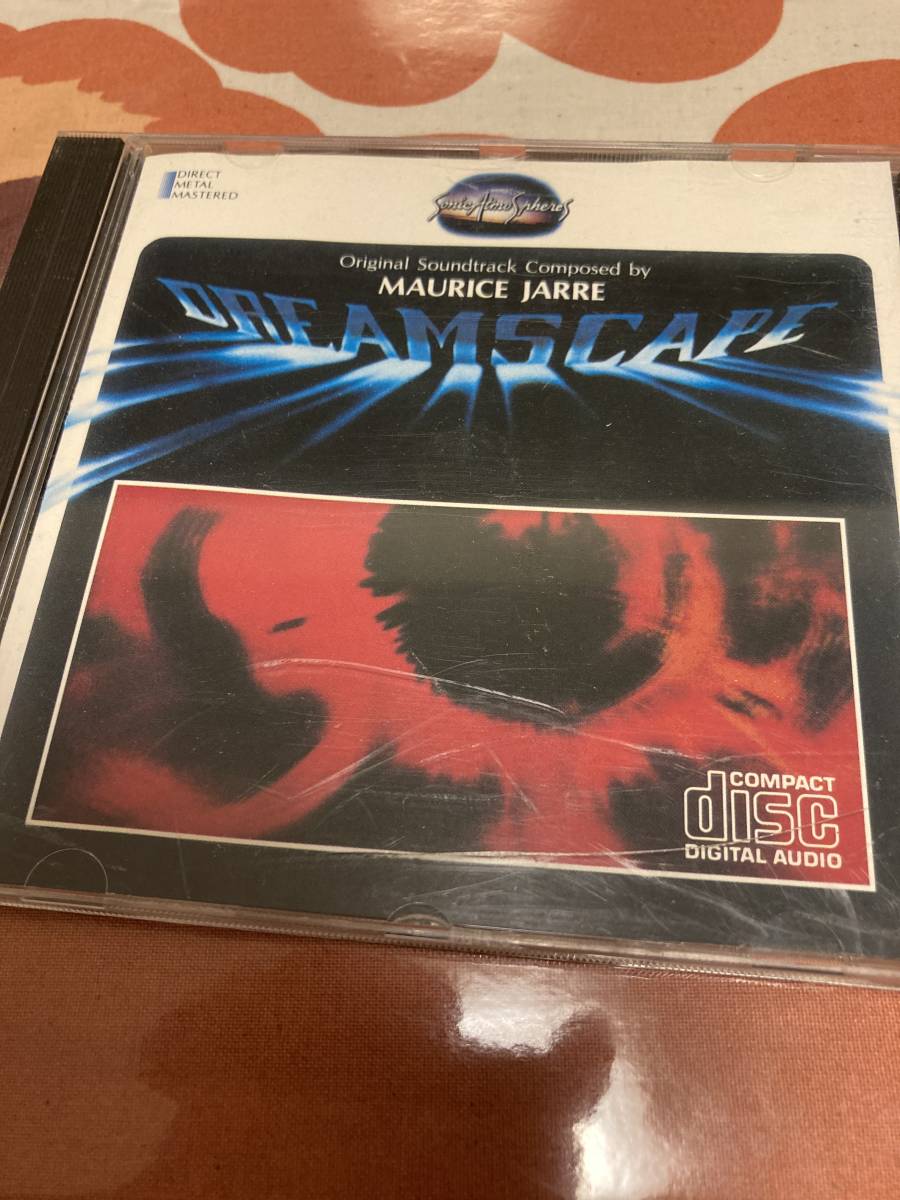 DIRECT
METAL
MASTERED
Sonic AtmoSpheres
Original Soundtrack Composed by
MAURICE JARRE
DREAMSCAPE
COMPACT
disc
DIGITAL AUDIO